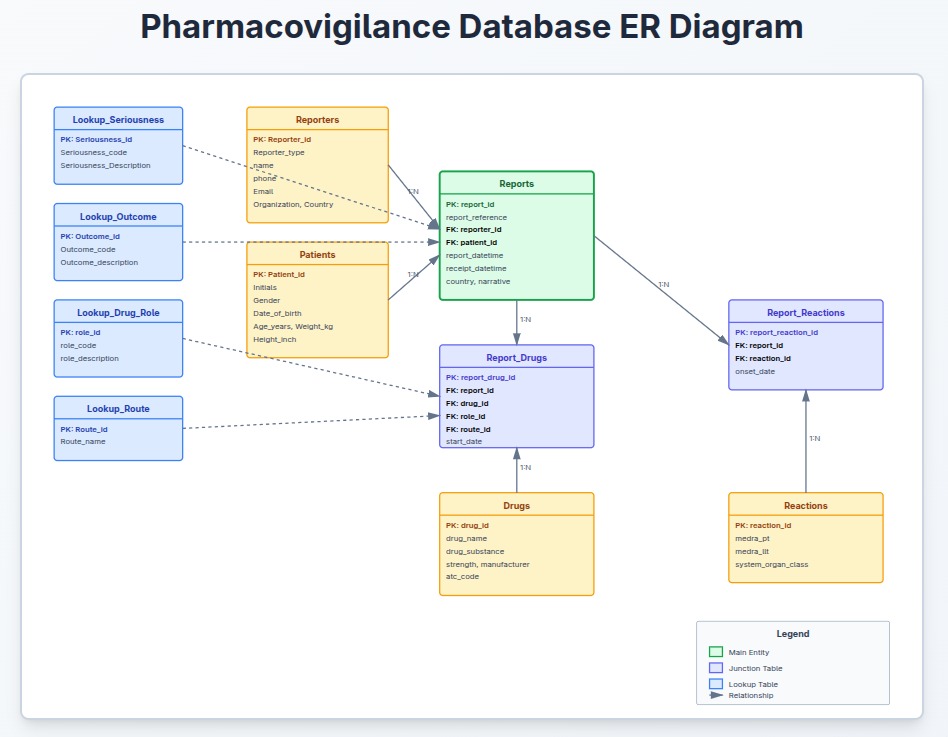 Pharmacovigilance Database ER Diagram
Lookup_Seriousness
PK: Seriousness_id
Seriousness_code
Seriousness_Description
Lookup_Outcome
PK: Outcome_id
Outcome_code
Outcome_description
Lookup_Drug_Role
PK: role_id
role_code
role_description
Lookup_Route
PK: Route_id
Route_name
Reporters
PK: Reporter_id
Reporter_type
name
phone
Email
Organization, Country
Patients
PK: Patient_id
Initials
Gender
Date_of_birth
Age_years, Weight_kg
Height_inch
1:N
1:N
Reports
PK: report_id
report_reference
FK: reporter_id
FK: patient_id
report_datetime
receipt_datetime
country, narrative
1:N
Report_Drugs
PK: report_drug_id
FK: report_id
FK: drug_id
FK: role_id
FK: route_id
start_date
1:N
Drugs
PK: drug_id
drug_name
drug_substance
strength, manufacturer
atc_code
1:N
Report_Reactions
PK: report_reaction_id
FK: report_id
FK: reaction_id
onset_date
1:N
Reactions
PK: reaction_id
medra_pt
medra_llt
system_organ_class
Legend
Main Entity
Junction Table
Lookup Table
Relationship